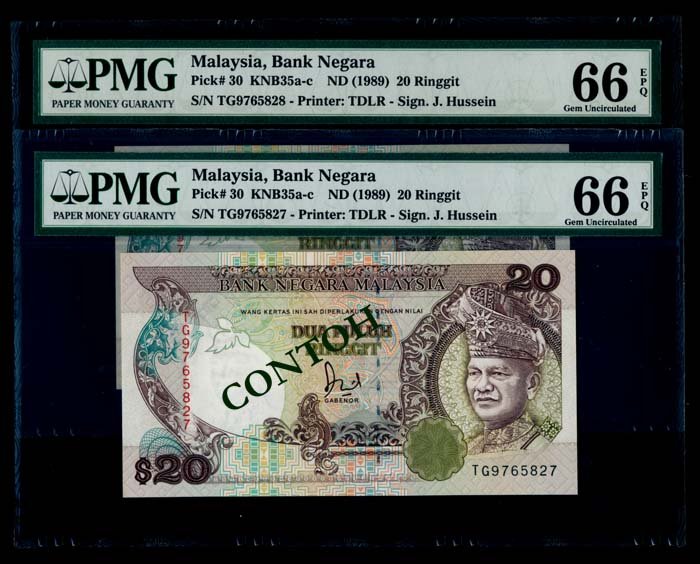 PMG
PAPER MONEY GUARANTY
Malaysia, Bank Negara
Pick# 30 KNB35a-c ND (1989) 20 Ringgit
S/N TG9765828 - Printer: TDLR - Sign. J. Hussein
66 EPQ
Gem Uncirculated
PMG
PAPER MONEY GUARANTY
Malaysia, Bank Negara
Pick# 30 KNB35a-c ND (1989) 20 Ringgit
S/N TG9765827 - Printer: TDLR - Sign. J. Hussein
66 EPQ
Gem Uncirculated
RINGGIT
20
BANK NEGARA MALAYSIA
WANG KERTAS INI SAH DIPERLAKUKAN DENGAN NILAI
DUA PULUH
RINGGIT
CONTOH
GABENOR
TG9765827
$20
TG9765827